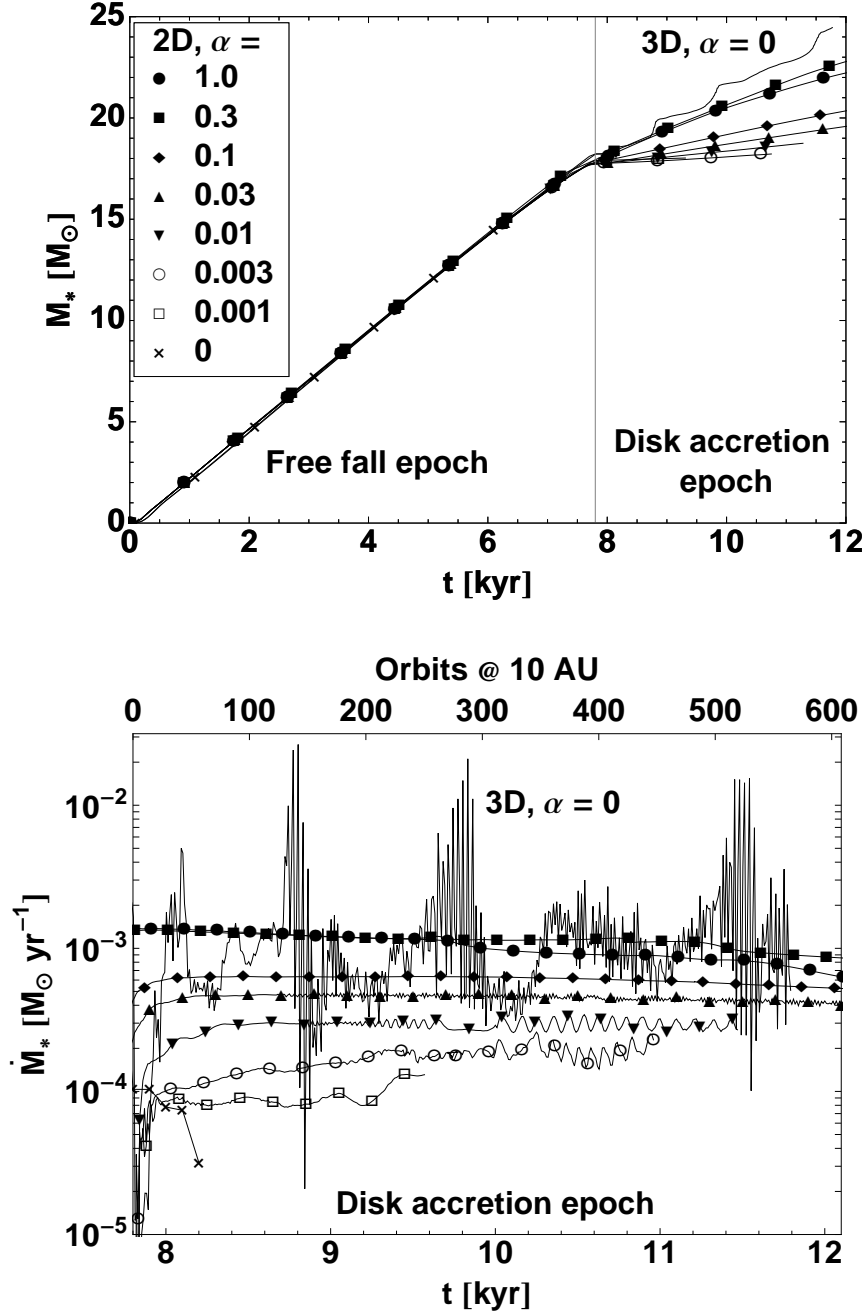 2D, α =
1.0
0.3
0.1
0.03
0.01
0.003
0.001
0
3D, α = 0
Free fall epoch
Disk accretion
epoch
M* [M⊙]
25
20
15
10
5
0
0 2 4 6 8 10 12
t [kyr]
Orbits @ 10 AU
0 100 200 300 400 500 600
3D, α = 0
Ṁ* [M⊙ yr⁻¹]
10⁻²
10⁻³
10⁻⁴
10⁻⁵
Disk accretion epoch
8 9 10 11 12
t [kyr]